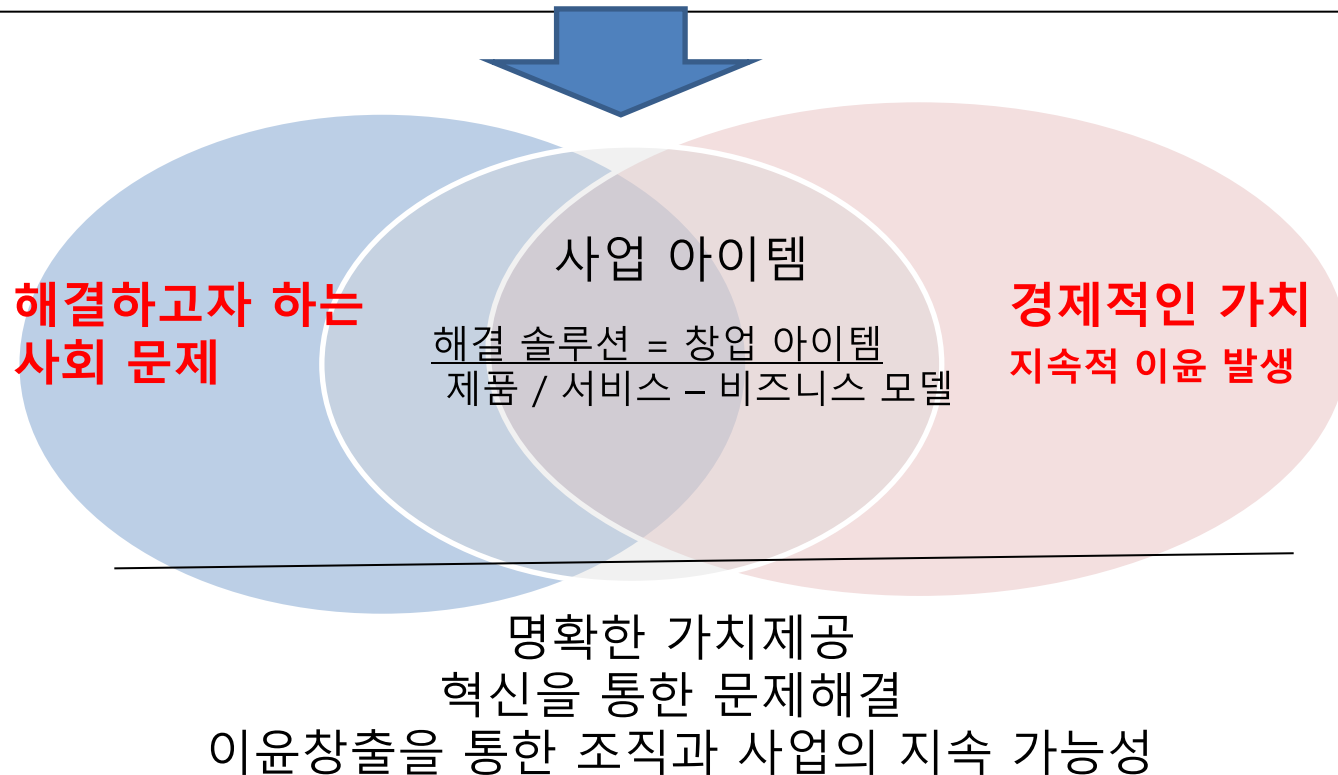 사업 아이템
해결하고자 하는
사회 문제
해결 솔루션 = 창업 아이템
제품 / 서비스 – 비즈니스 모델
경제적인 가치
지속적 이윤 발생
명확한 가치제공
혁신을 통한 문제해결
이윤창출을 통한 조직과 사업의 지속 가능성